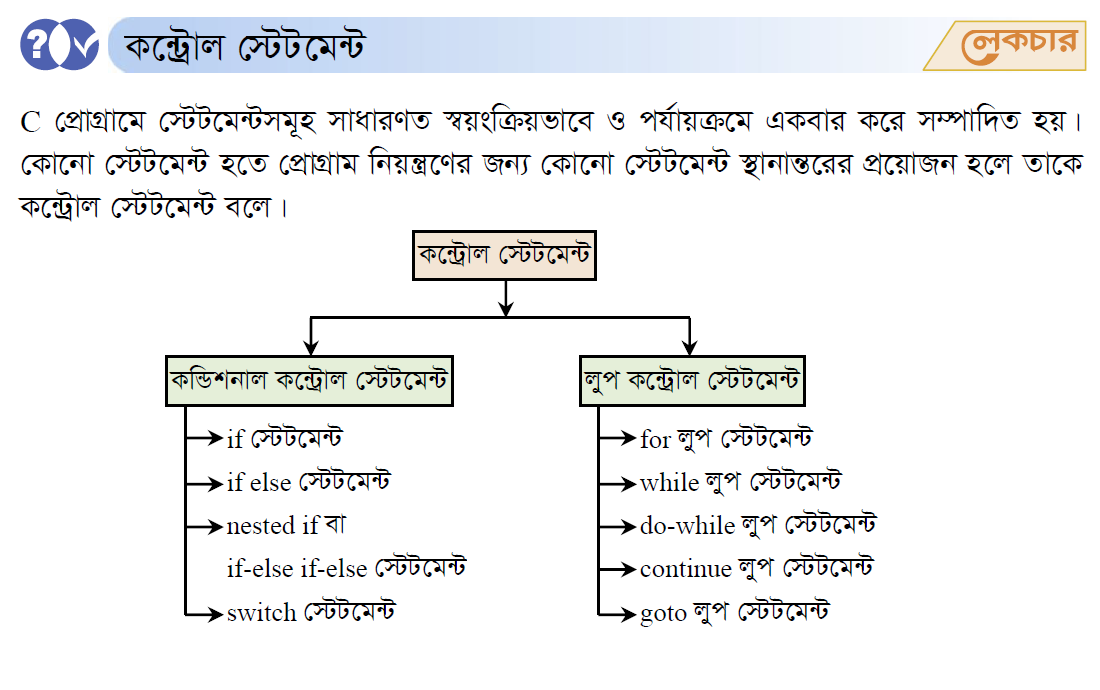 কন্ট্রোল স্টেটমেন্ট
লেকচার
C প্রোগ্রামে স্টেটমেন্টসমূহ সাধারণত স্বয়ংক্রিয়ভাবে ও পর্যায়ক্রমে একবার করে সম্পাদিত হয়।
কোনো স্টেটমেন্ট হতে প্রোগ্রাম নিয়ন্ত্রণের জন্য কোনো স্টেটমেন্ট স্থানান্তরের প্রয়োজন হলে তাকে
কন্ট্রোল স্টেটমেন্ট বলে।
কন্ট্রোল স্টেটমেন্ট
কন্ডিশনাল কন্ট্রোল স্টেটমেন্ট
if স্টেটমেন্ট
if else স্টেটমেন্ট
nested if বা
if-else if-else স্টেটমেন্ট
switch স্টেটমেন্ট
লুপ কন্ট্রোল স্টেটমেন্ট
for লুপ স্টেটমেন্ট
while লুপ স্টেটমেন্ট
do-while লুপ স্টেটমেন্ট
continue লুপ স্টেটমেন্ট
goto লুপ স্টেটমেন্ট